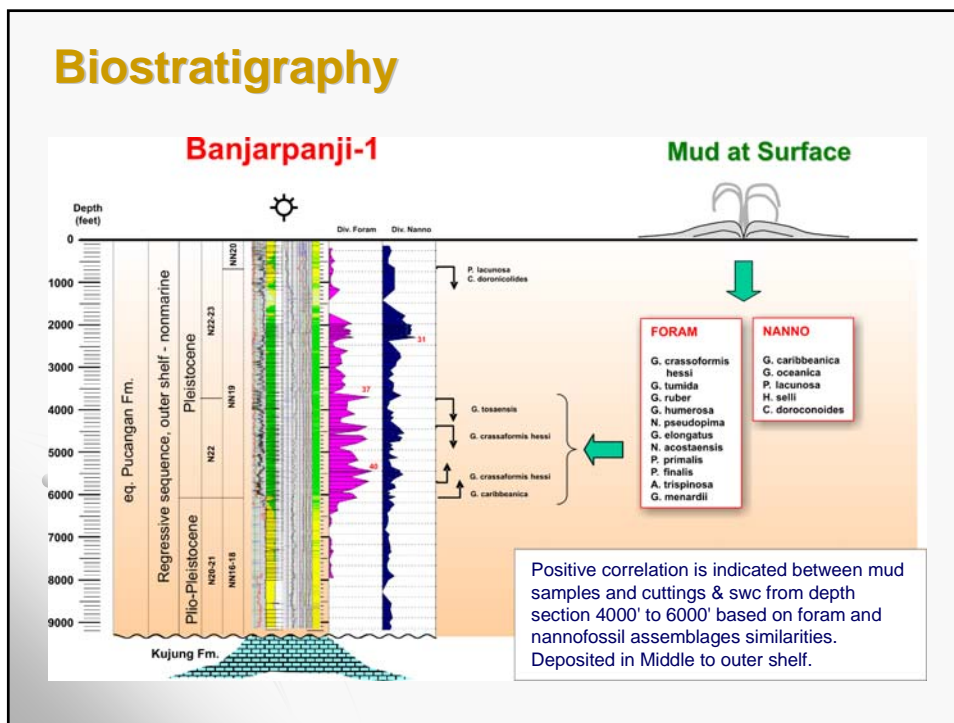 Biostratigraphy
Banjarpanji-1
Mud at Surface
Depth
(feet)
Div. Foram
Div. Nanno
0
1000
2000
3000
4000
5000
6000
7000
8000
9000
eq. Pucangan Fm.
Regressive sequence, outer shelf - nonmarine
Pleistocene
Plio-Pleistocene
N22-23
N22
N20-21
NN20
NN19
NN16-18
31
37
40
P. lacunosa
C. doronicolides
G. tosaensis
G. crassaformis hessi
G. crassaformis hessi
G. caribbeanica
FORAM
G. crassoformis
hessi
G. tumida
G. ruber
G. humerosa
N. pseudopima
G. elongatus
N. acostaensis
P. primalis
P. finalis
A. trispinosa
G. menardii
NANNO
G. caribbeanica
G. oceanica
P. lacunosa
H. selli
C. doroconoides
Kujung Fm.
Positive correlation is indicated between mud
samples and cuttings & swc from depth
section 4000' to 6000' based on foram and
nannofossil assemblages similarities.
Deposited in Middle to outer shelf.